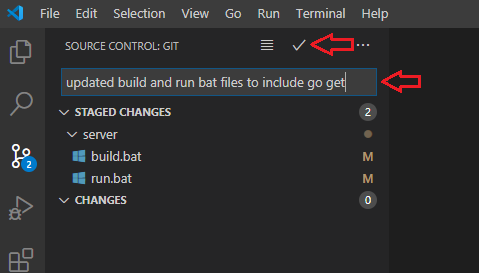 File Edit Selection View Go Run Terminal Help
SOURCE CONTROL: GIT
updated build and run bat files to include go get
STAGED CHANGES 2
server
build.bat M
2
run.bat M
CHANGES 0